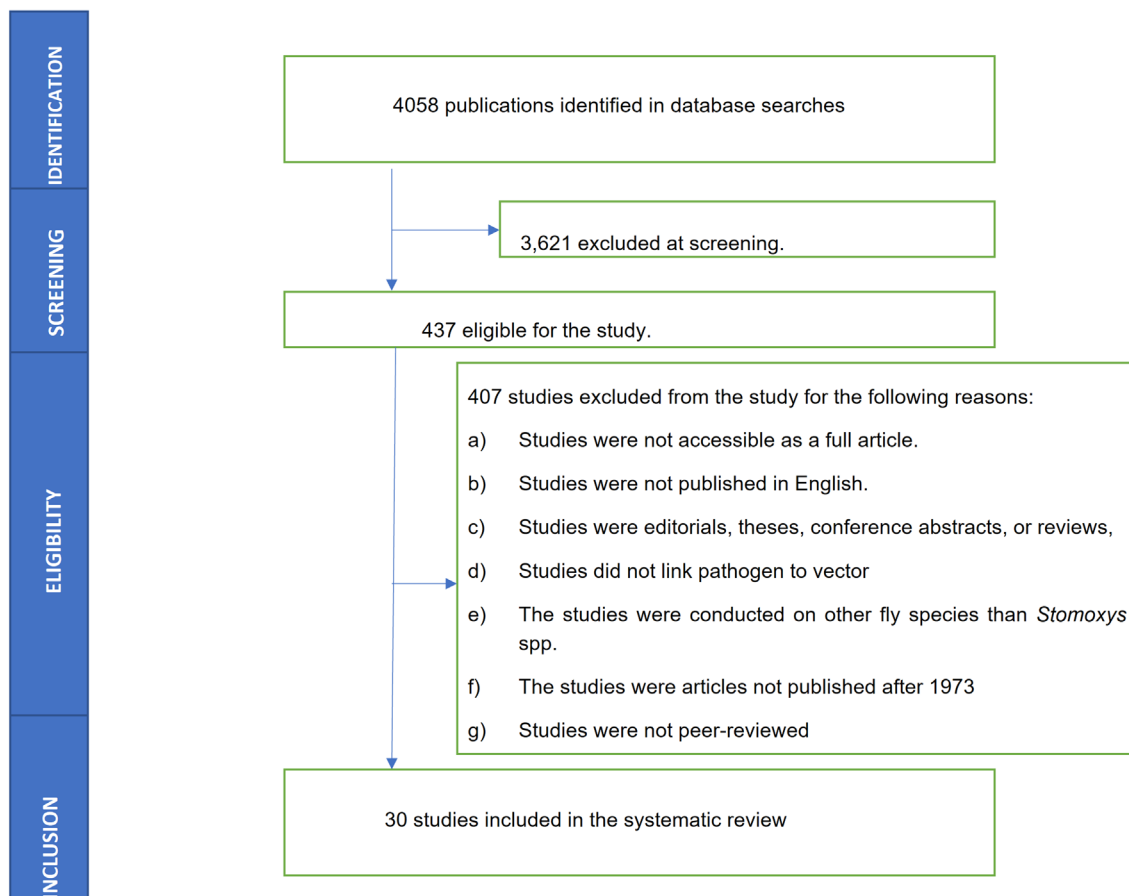 IDENTIFICATION
4058 publications identified in database searches
SCREENING
3,621 excluded at screening.
437 eligible for the study.
ELIGIBILITY
407 studies excluded from the study for the following reasons:
a) Studies were not accessible as a full article.
b) Studies were not published in English.
c) Studies were editorials, theses, conference abstracts, or reviews,
d) Studies did not link pathogen to vector
e) The studies were conducted on other fly species than Stomoxys
spp.
f) The studies were articles not published after 1973
g) Studies were not peer-reviewed
NCLUSION
30 studies included in the systematic review